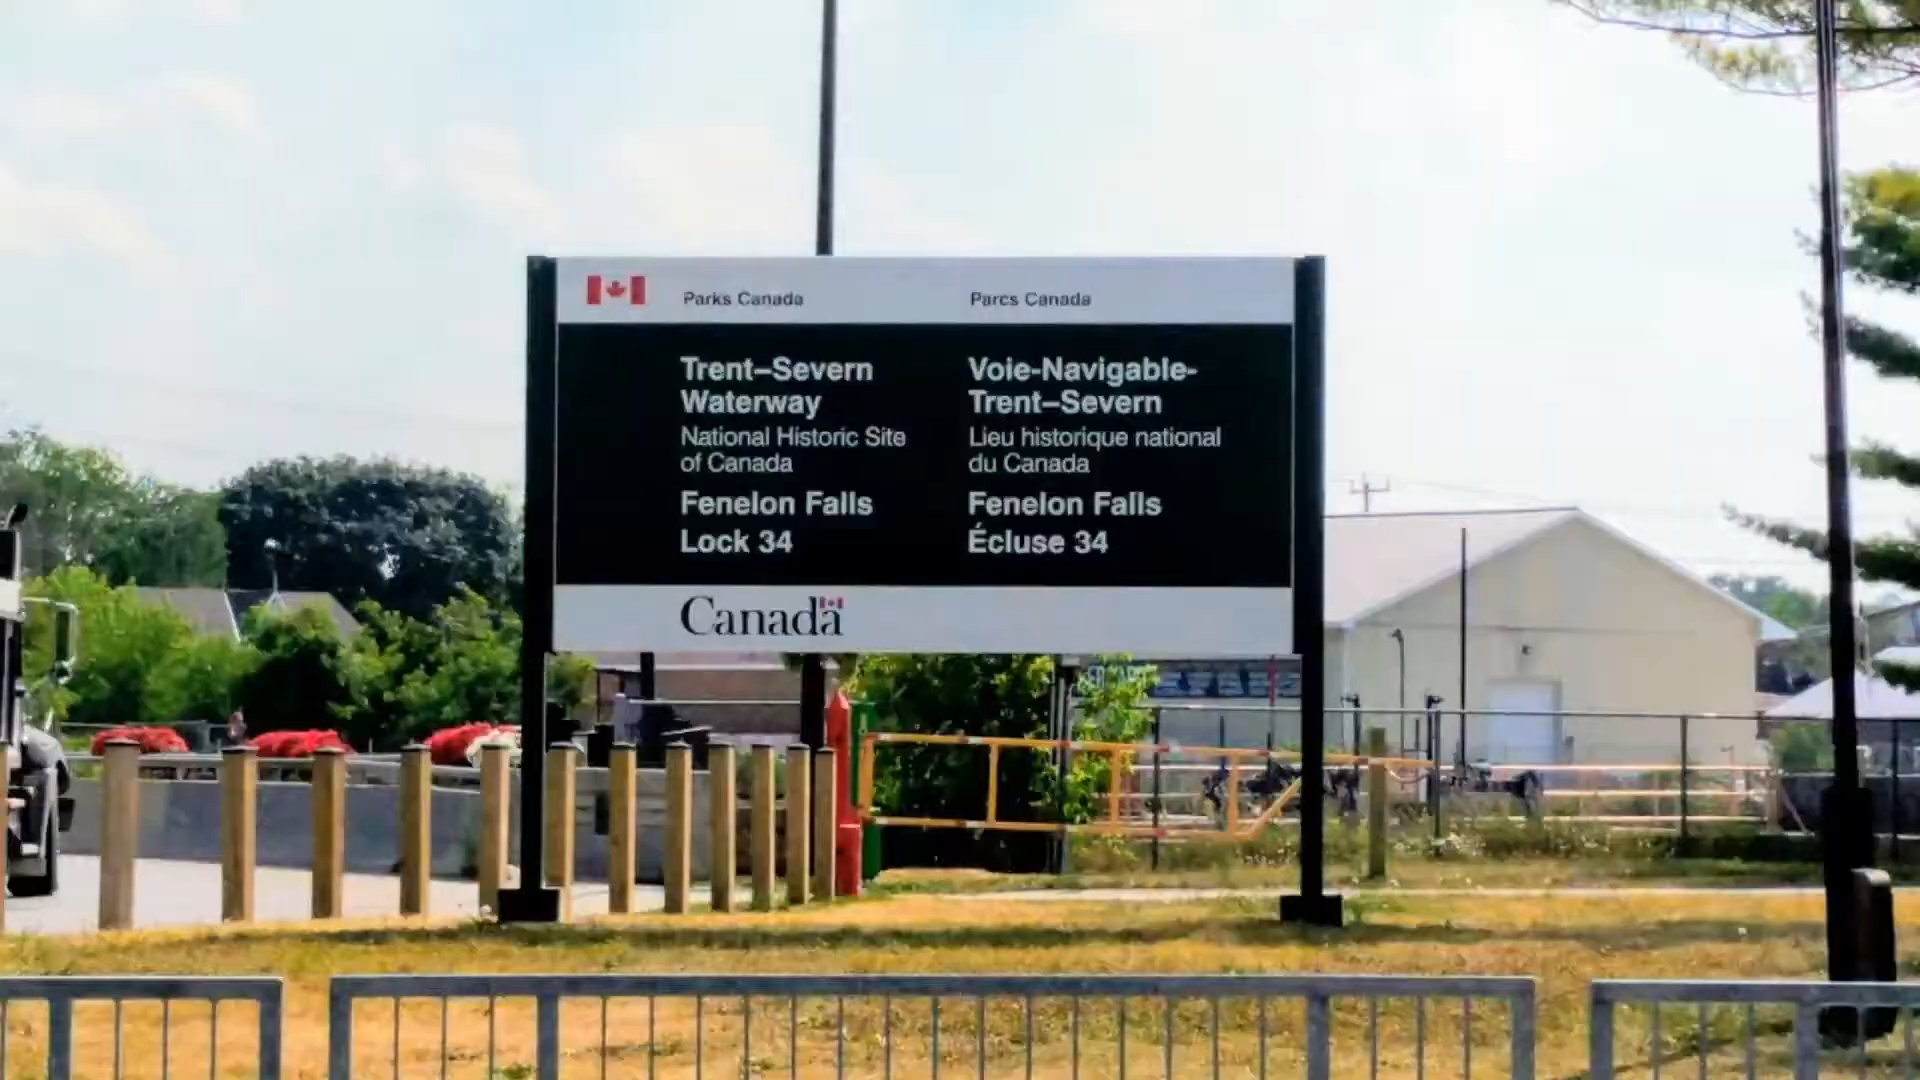 Parks Canada
Parcs Canada
Trent–Severn
Waterway
National Historic Site
of Canada
Fenelon Falls
Lock 34
Voie-Navigable-
Trent–Severn
Lieu historique national
du Canada
Fenelon Falls
Écluse 34
Canada